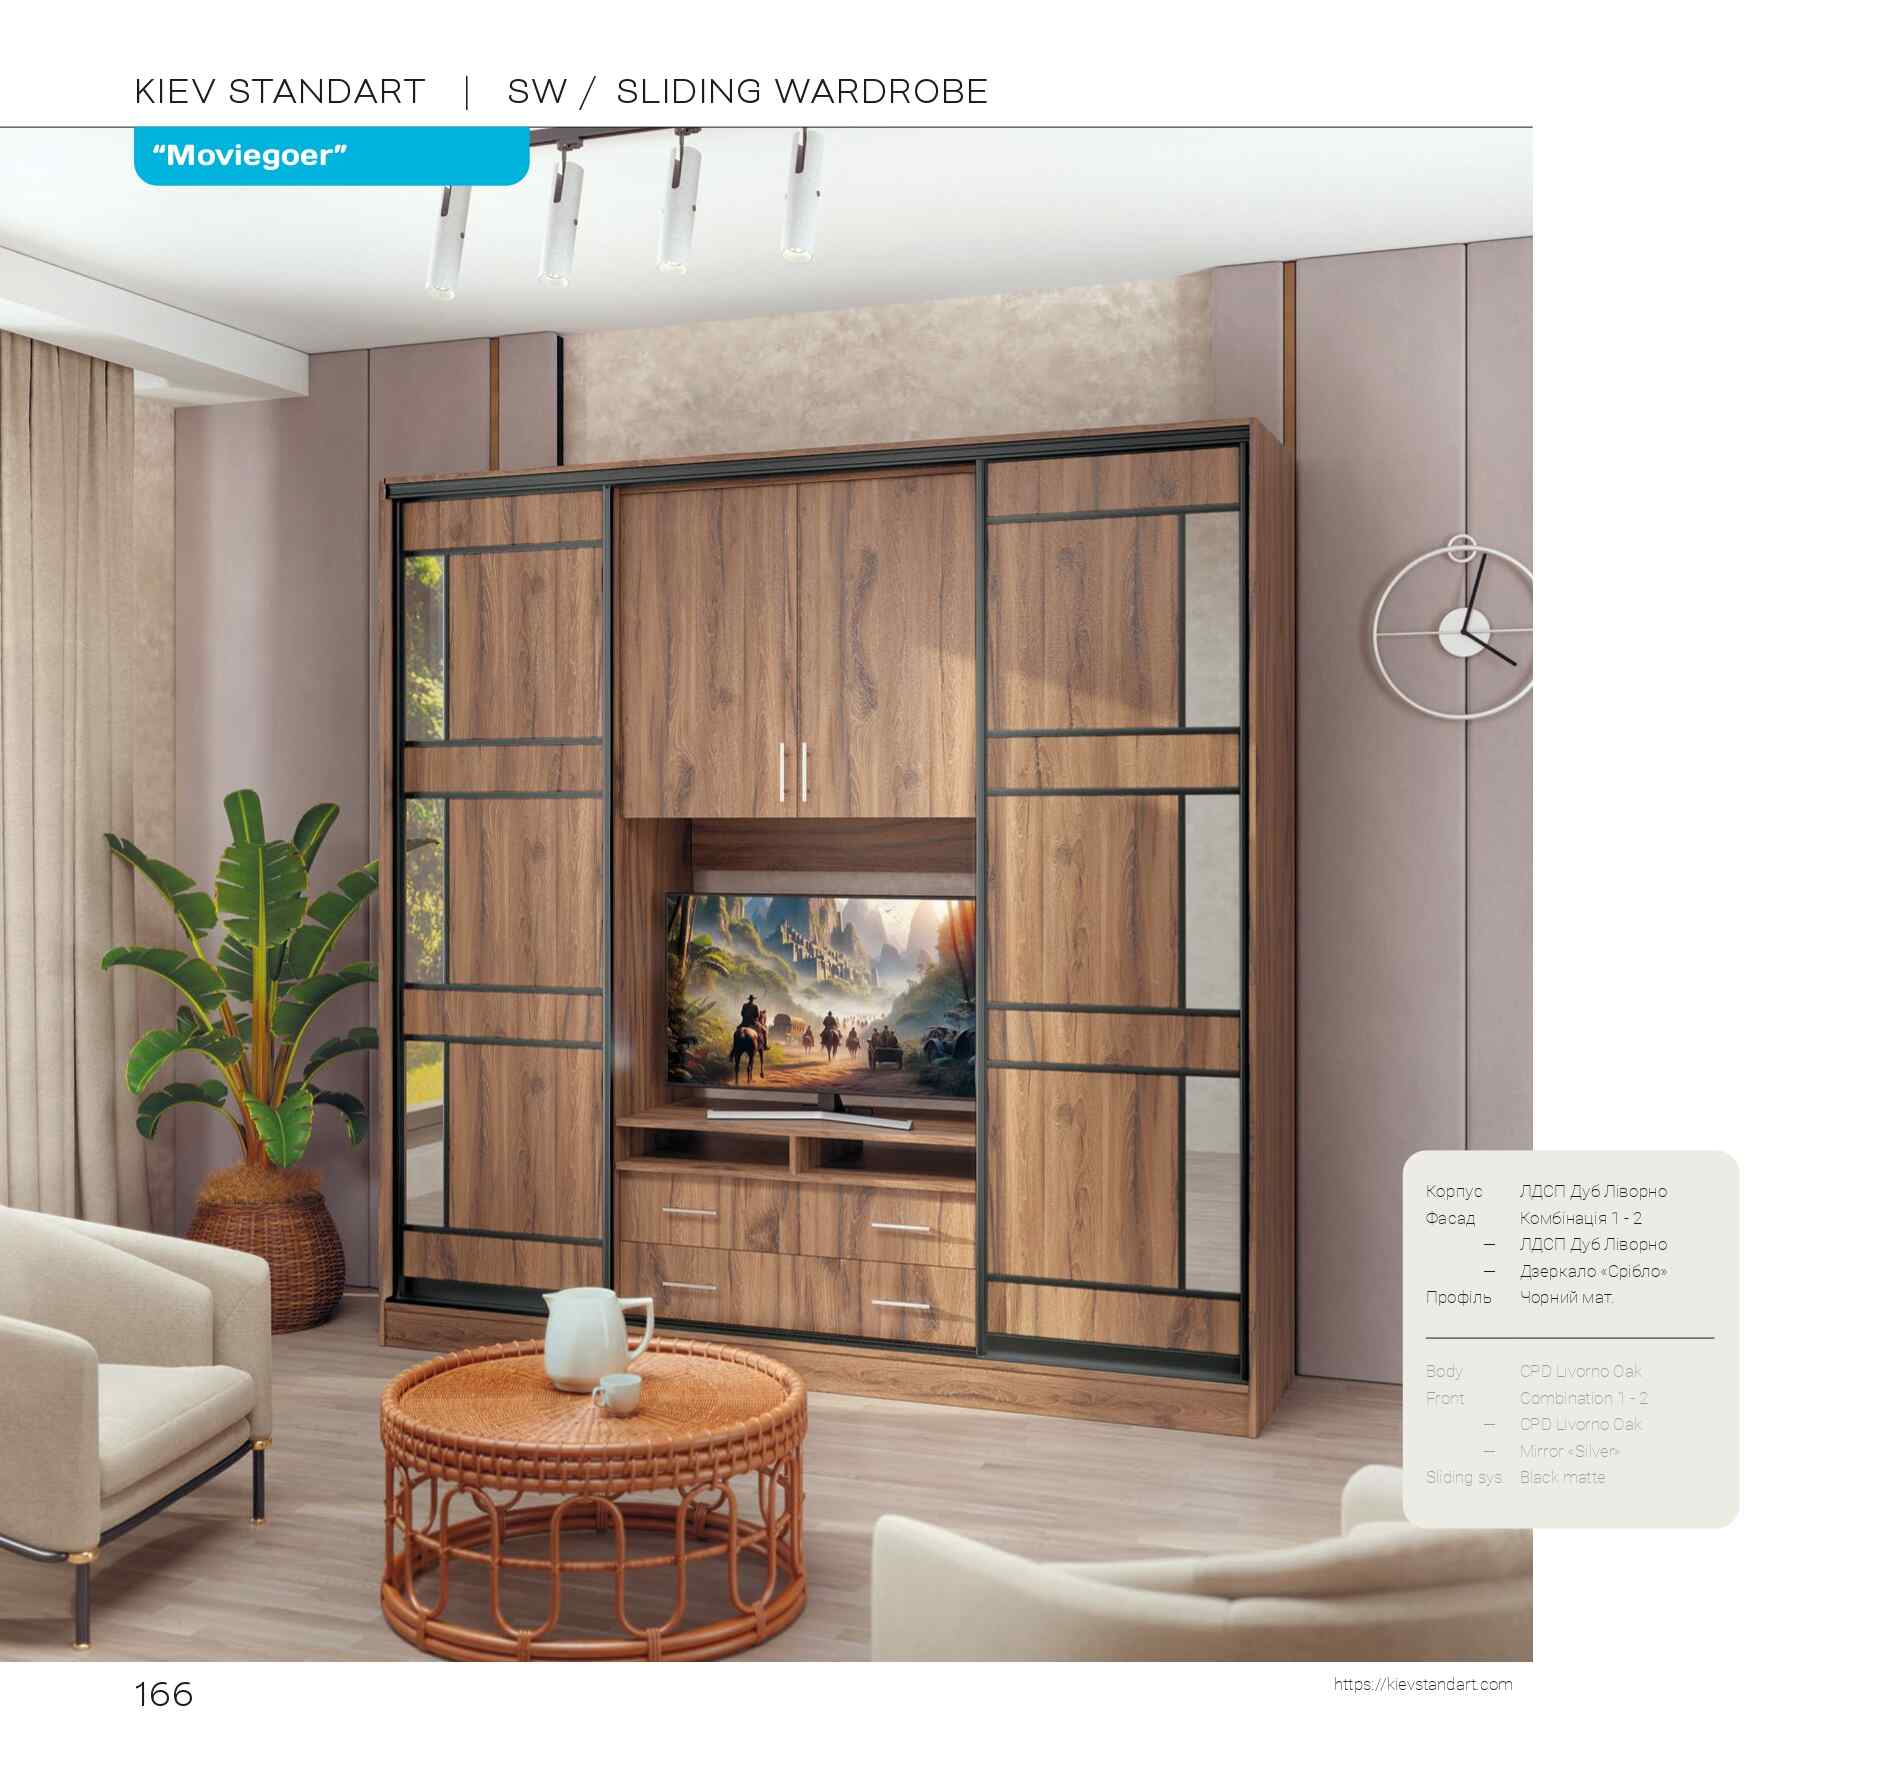 KIEV STANDART | SW / SLIDING WARDROBE
“Moviegoer”
Корпус ЛДСП Дуб Ліворно
Фасад Комбінація 1 - 2
— ЛДСП Дуб Ліворно
— Дзеркало «Срібло»
Профіль Чорний мат.
Body CPD Livorno Oak
Front Combination 1 - 2
— CPD Livorno Oak
— Mirror «Silver»
Sliding sys. Black matte
166
https://kievstandart.com